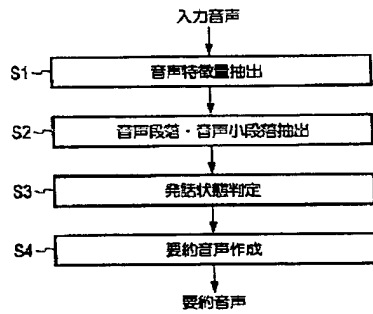 入力音声
S1 音声特徴量抽出
S2 音声段落・音声小段落抽出
S3 発話状態判定
S4 要約音声作成
要約音声